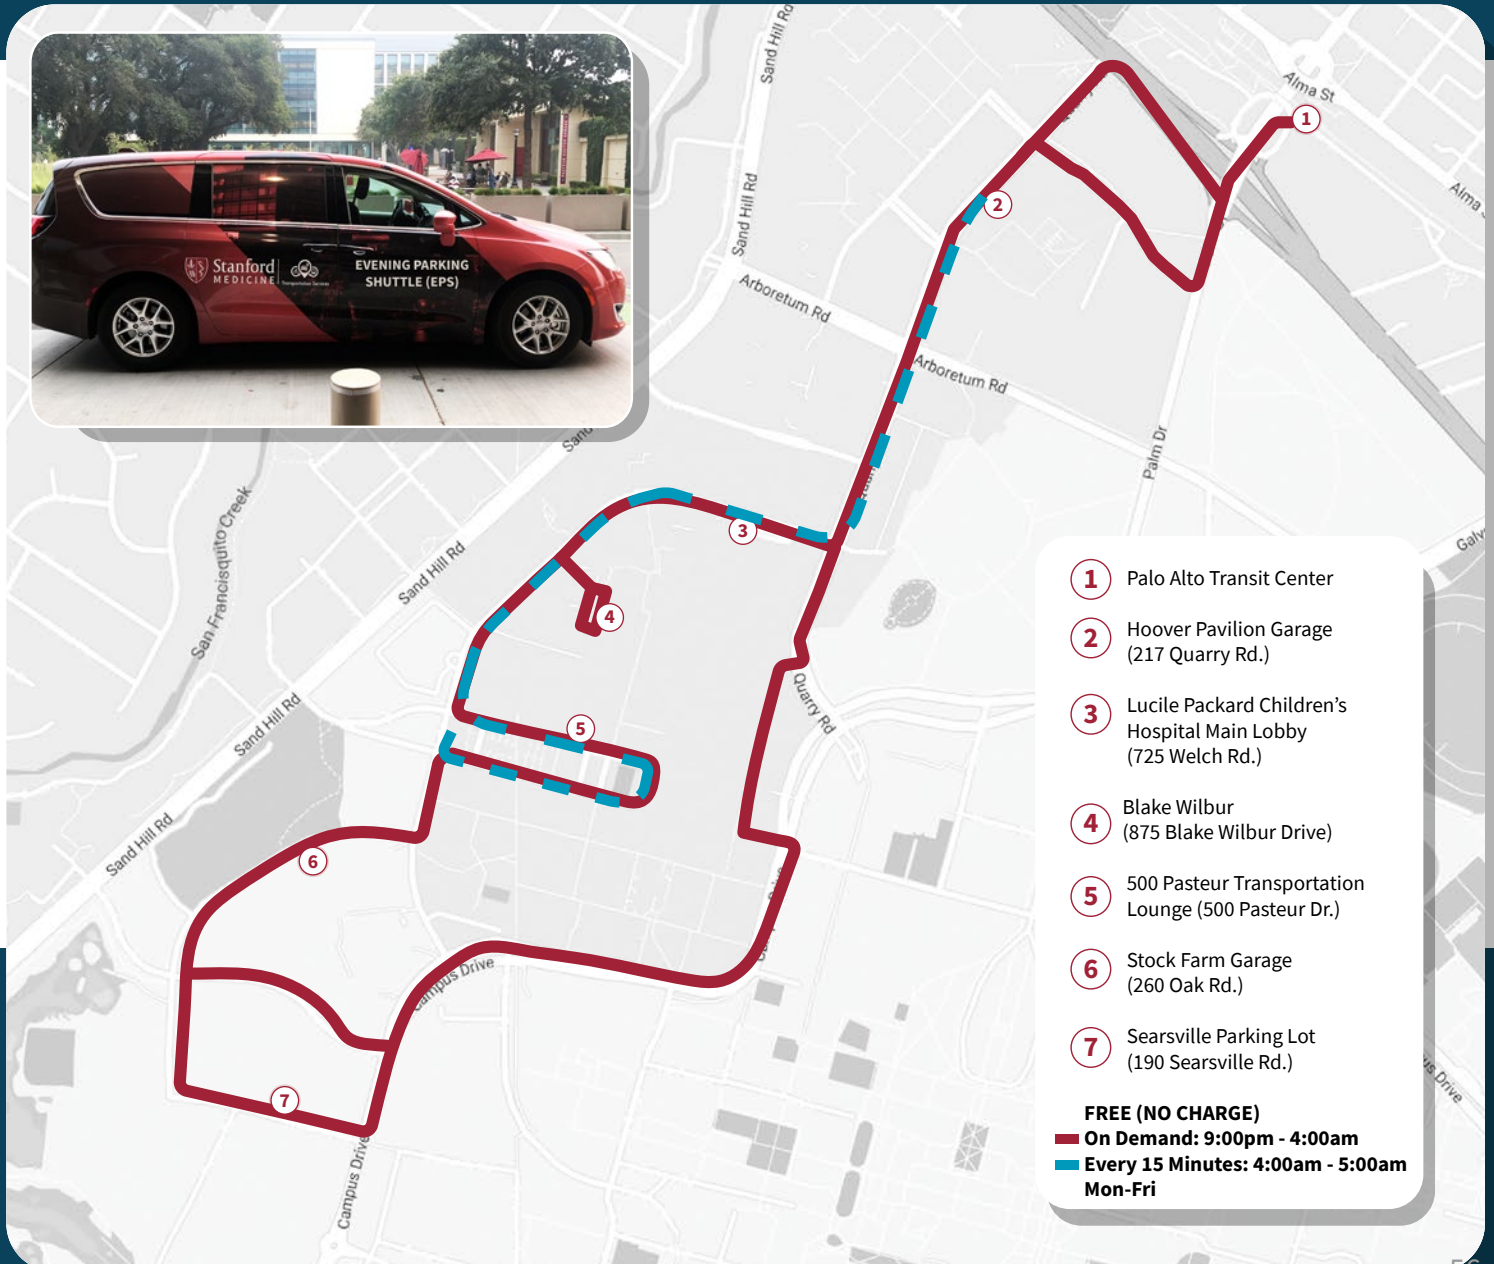 Stanford
MEDICINE
Transportation Services
EVENING PARKING
SHUTTLE (EPS)
Sand Hill Rd
Sand Hill Rd
Alma St
1
Alma
2
Arboretum Rd
Arboretum Rd
Palm Dr
Sand
San Francisquito Creek
Sand Hill Rd
3
4
5
Quarry Rd
Sand Hill Rd
Sand Hill Rd
6
Campus Drive
7
Campus Drive
1 Palo Alto Transit Center
2 Hoover Pavilion Garage
(217 Quarry Rd.)
3 Lucile Packard Children’s
Hospital Main Lobby
(725 Welch Rd.)
4 Blake Wilbur
(875 Blake Wilbur Drive)
5 500 Pasteur Transportation
Lounge (500 Pasteur Dr.)
6 Stock Farm Garage
(260 Oak Rd.)
7 Searsville Parking Lot
(190 Searsville Rd.)
FREE (NO CHARGE)
On Demand: 9:00pm - 4:00am
Every 15 Minutes: 4:00am - 5:00am
Mon-Fri